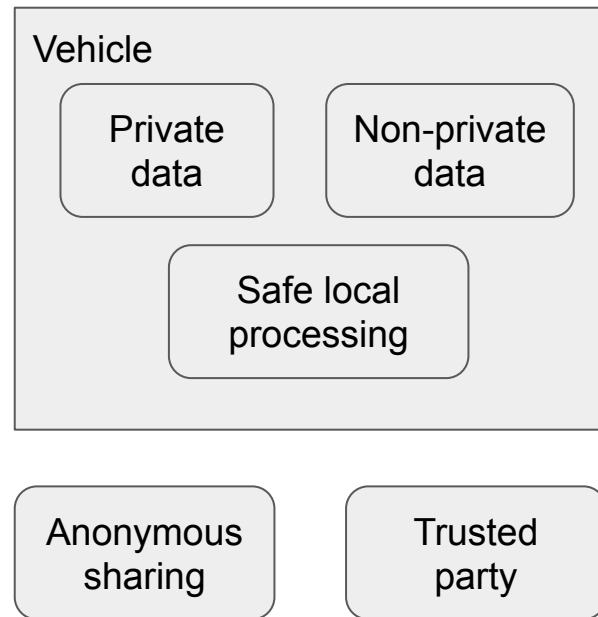 Vehicle
Private
data
Non-private
data
Safe local
processing
Anonymous
sharing
Trusted
party